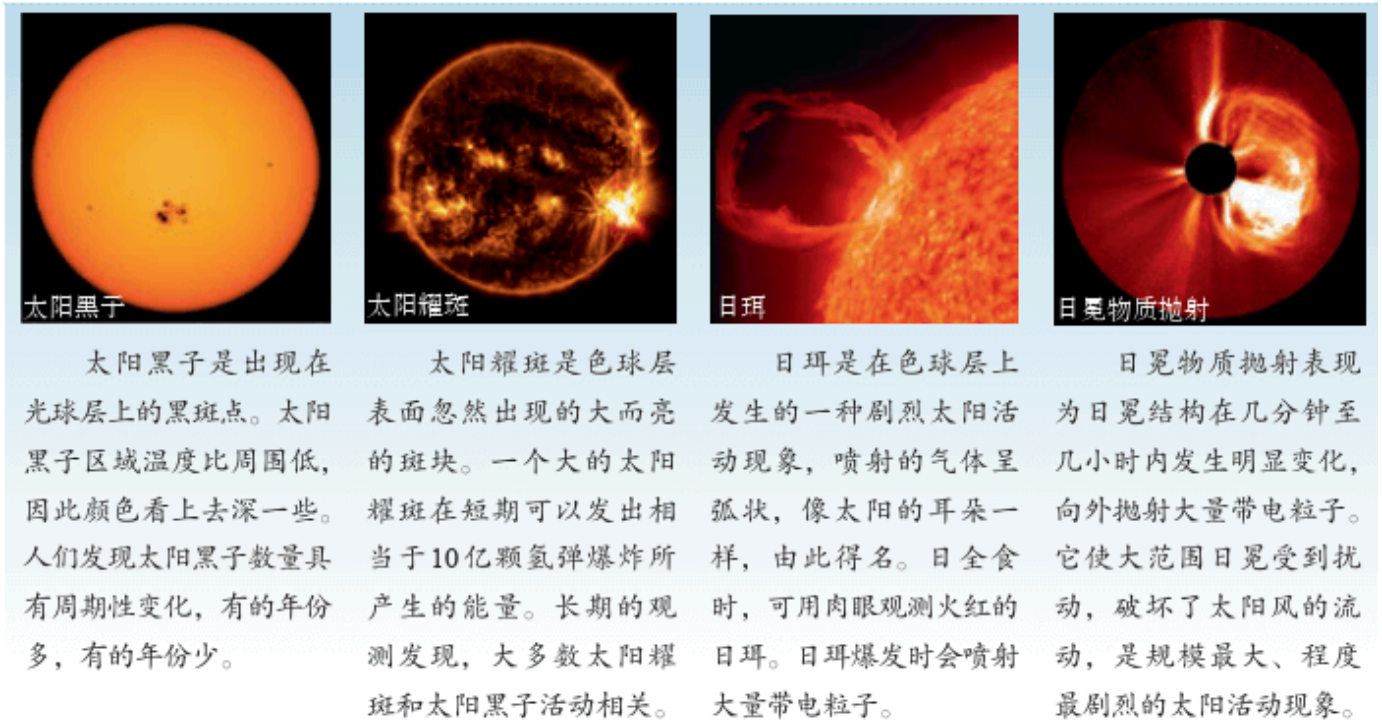 太阳黑子
太阳耀斑
日珥
日冕物质抛射
太阳黑子是出现在
光球层上的黑斑点。太阳
黑子区域温度比周围低，
因此颜色看上去深一些。
人们发现太阳黑子数量具
有周期性变化，有的年份
多，有的年份少。
太阳耀斑是色球层
表面忽然出现的大而亮
的斑块。一个大的太阳
耀斑在短期可以发出相
当于10亿颗氢弹爆炸所
产生的能量。长期的观
测发现，大多数太阳耀
斑和太阳黑子活动相关。
日珥是在色球层上
发生的一种剧烈太阳活
动现象，喷射的气体呈
弧状，像太阳的耳朵一
样，由此得名。日全食
时，可用肉眼观测火红的
日珥。日珥爆发时会喷射
大量带电粒子。
日冕物质抛射表现
为日冕结构在几分钟至
几小时内发生明显变化，
向外抛射大量带电粒子。
它使大范围日冕受到扰
动，破坏了太阳风的流
动，是规模最大、程度
最剧烈的太阳活动现象。